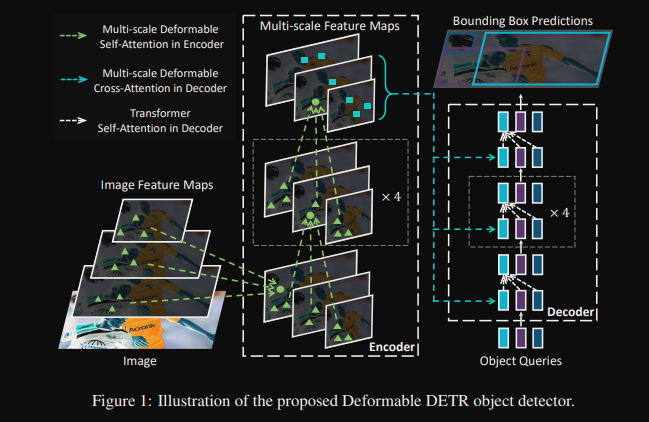 Multi-scale Deformable
Self-Attention in Encoder
Multi-scale Deformable
Cross-Attention in Decoder
Transformer
Self-Attention in Decoder
Multi-scale Feature Maps
Bounding Box Predictions
Image Feature Maps
× 4
× 4
Acronis
Encoder
Decoder
Image
Object Queries
Figure 1: Illustration of the proposed Deformable DETR object detector.